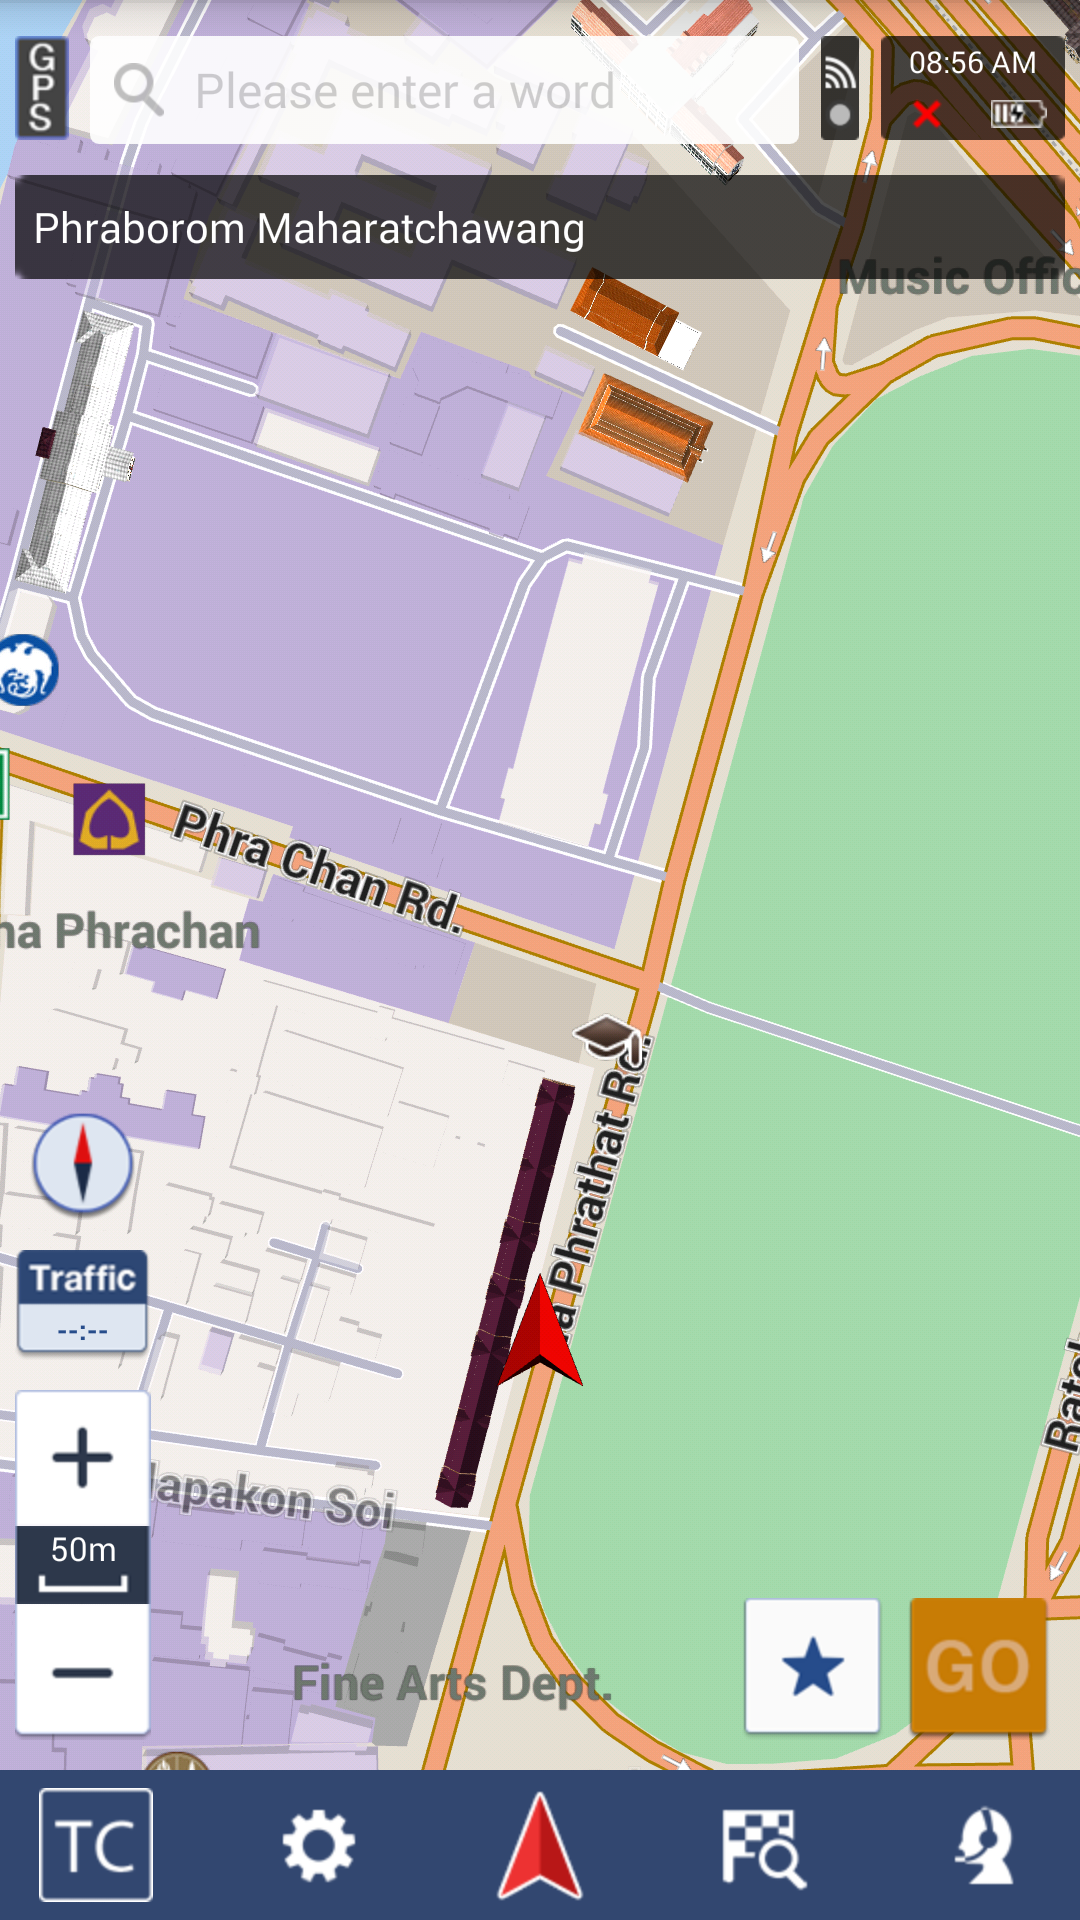 GPS
Please enter a word
08:56 AM
Phraborom Maharatchawang
Music Offic
Phra Chan Rd.
na Phrachan
a Phrathat Rd.
Traffic
--:--
Ratch
apakon Soi
50m
Fine Arts Dept.
GO
TC